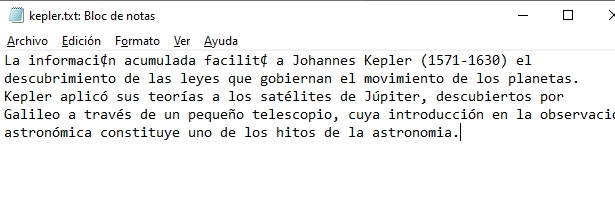 kepler.txt: Bloc de notas
Archivo Edición Formato Ver Ayuda
La informaci¢n acumulada facilit¢ a Johannes Kepler (1571-1630) el
descubrimiento de las leyes que gobiernan el movimiento de los planetas.
Kepler aplicó sus teorías a los satélites de Júpiter, descubiertos por
Galileo a través de un pequeño telescopio, cuya introducción en la observaci
astronómica constituye uno de los hitos de la astronomia.